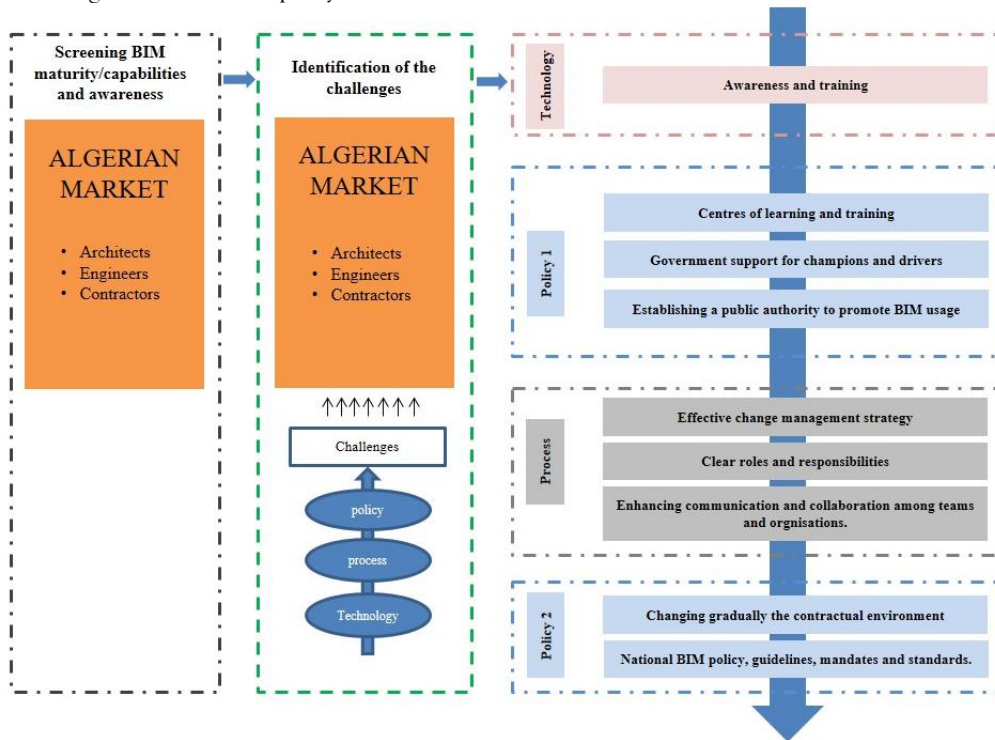 Screening BIM
maturity/capabilities
and awareness
ALGERIAN
MARKET
• Architects
• Engineers
• Contractors
Identification of the
challenges
ALGERIAN
MARKET
• Architects
• Engineers
• Contractors
Challenges
policy
process
Technology
Technology
Awareness and training
Policy 1
Centres of learning and training
Government support for champions and drivers
Establishing a public authority to promote BIM usage
Process
Effective change management strategy
Clear roles and responsibilities
Enhancing communication and collaboration among teams
and orgnisations.
Policy 2
Changing gradually the contractual environment
National BIM policy, guidelines, mandates and standards.